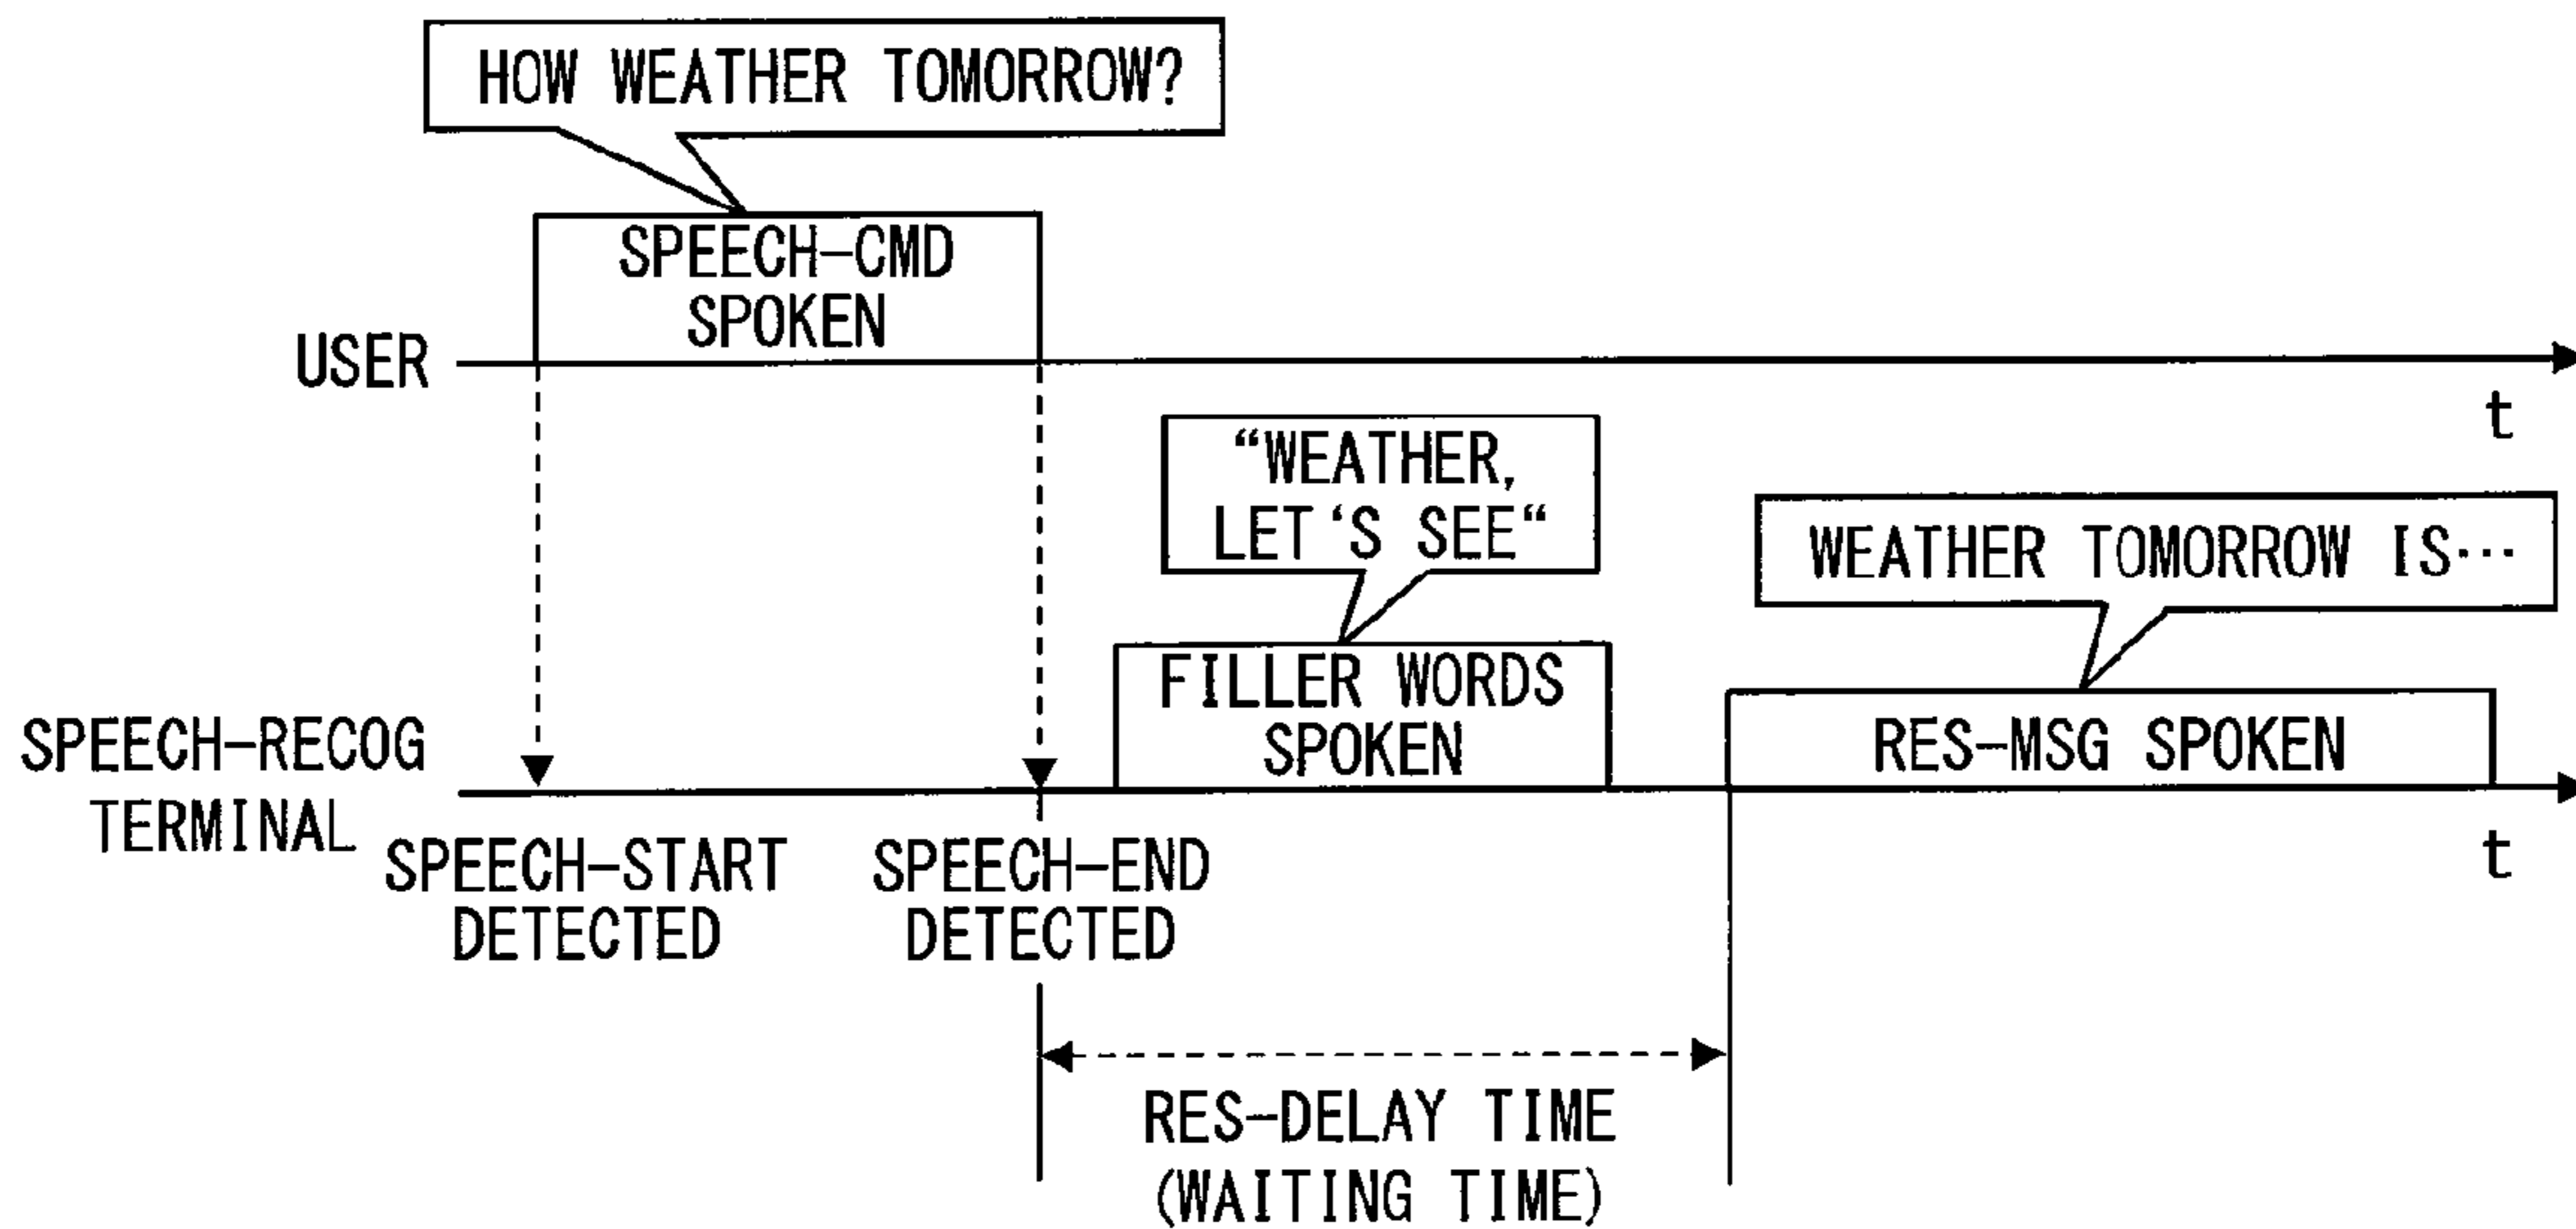 HOW WEATHER TOMORROW?
SPEECH-CMD
SPOKEN
USER
t
“WEATHER,
LET‘S SEE“
WEATHER TOMORROW IS···
FILLER WORDS
SPOKEN
RES-MSG SPOKEN
SPEECH-RECOG
TERMINAL
t
SPEECH-START
DETECTED
SPEECH-END
DETECTED
RES-DELAY TIME
(WAITING TIME)